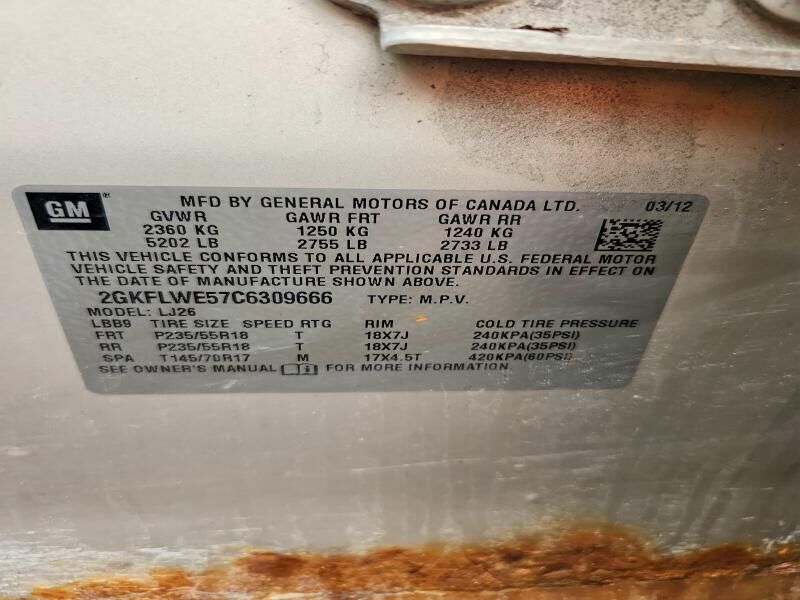 GM MFD BY GENERAL MOTORS OF CANADA LTD. 03/12
GVWR GAWR FRT GAWR RR
2360 KG 1250 KG 1240 KG
5202 LB 2755 LB 2733 LB
THIS VEHICLE CONFORMS TO ALL APPLICABLE U.S. FEDERAL MOTOR
VEHICLE SAFETY AND THEFT PREVENTION STANDARDS IN EFFECT ON
THE DATE OF MANUFACTURE SHOWN ABOVE.
2GKFLWE57C6309666 TYPE: M.P.V.
MODEL: LJ26
LBB9 TIRE SIZE SPEED RTG RIM COLD TIRE PRESSURE
FRT P235/55R18 T 18X7J 240KPA(35PSI)
RR P235/55R18 T 18X7J 240KPA(35PSI)
SPA T145/70R17 M 17X4.5T 420KPA(60PSI)
SEE OWNER'S MANUAL FOR MORE INFORMATION.